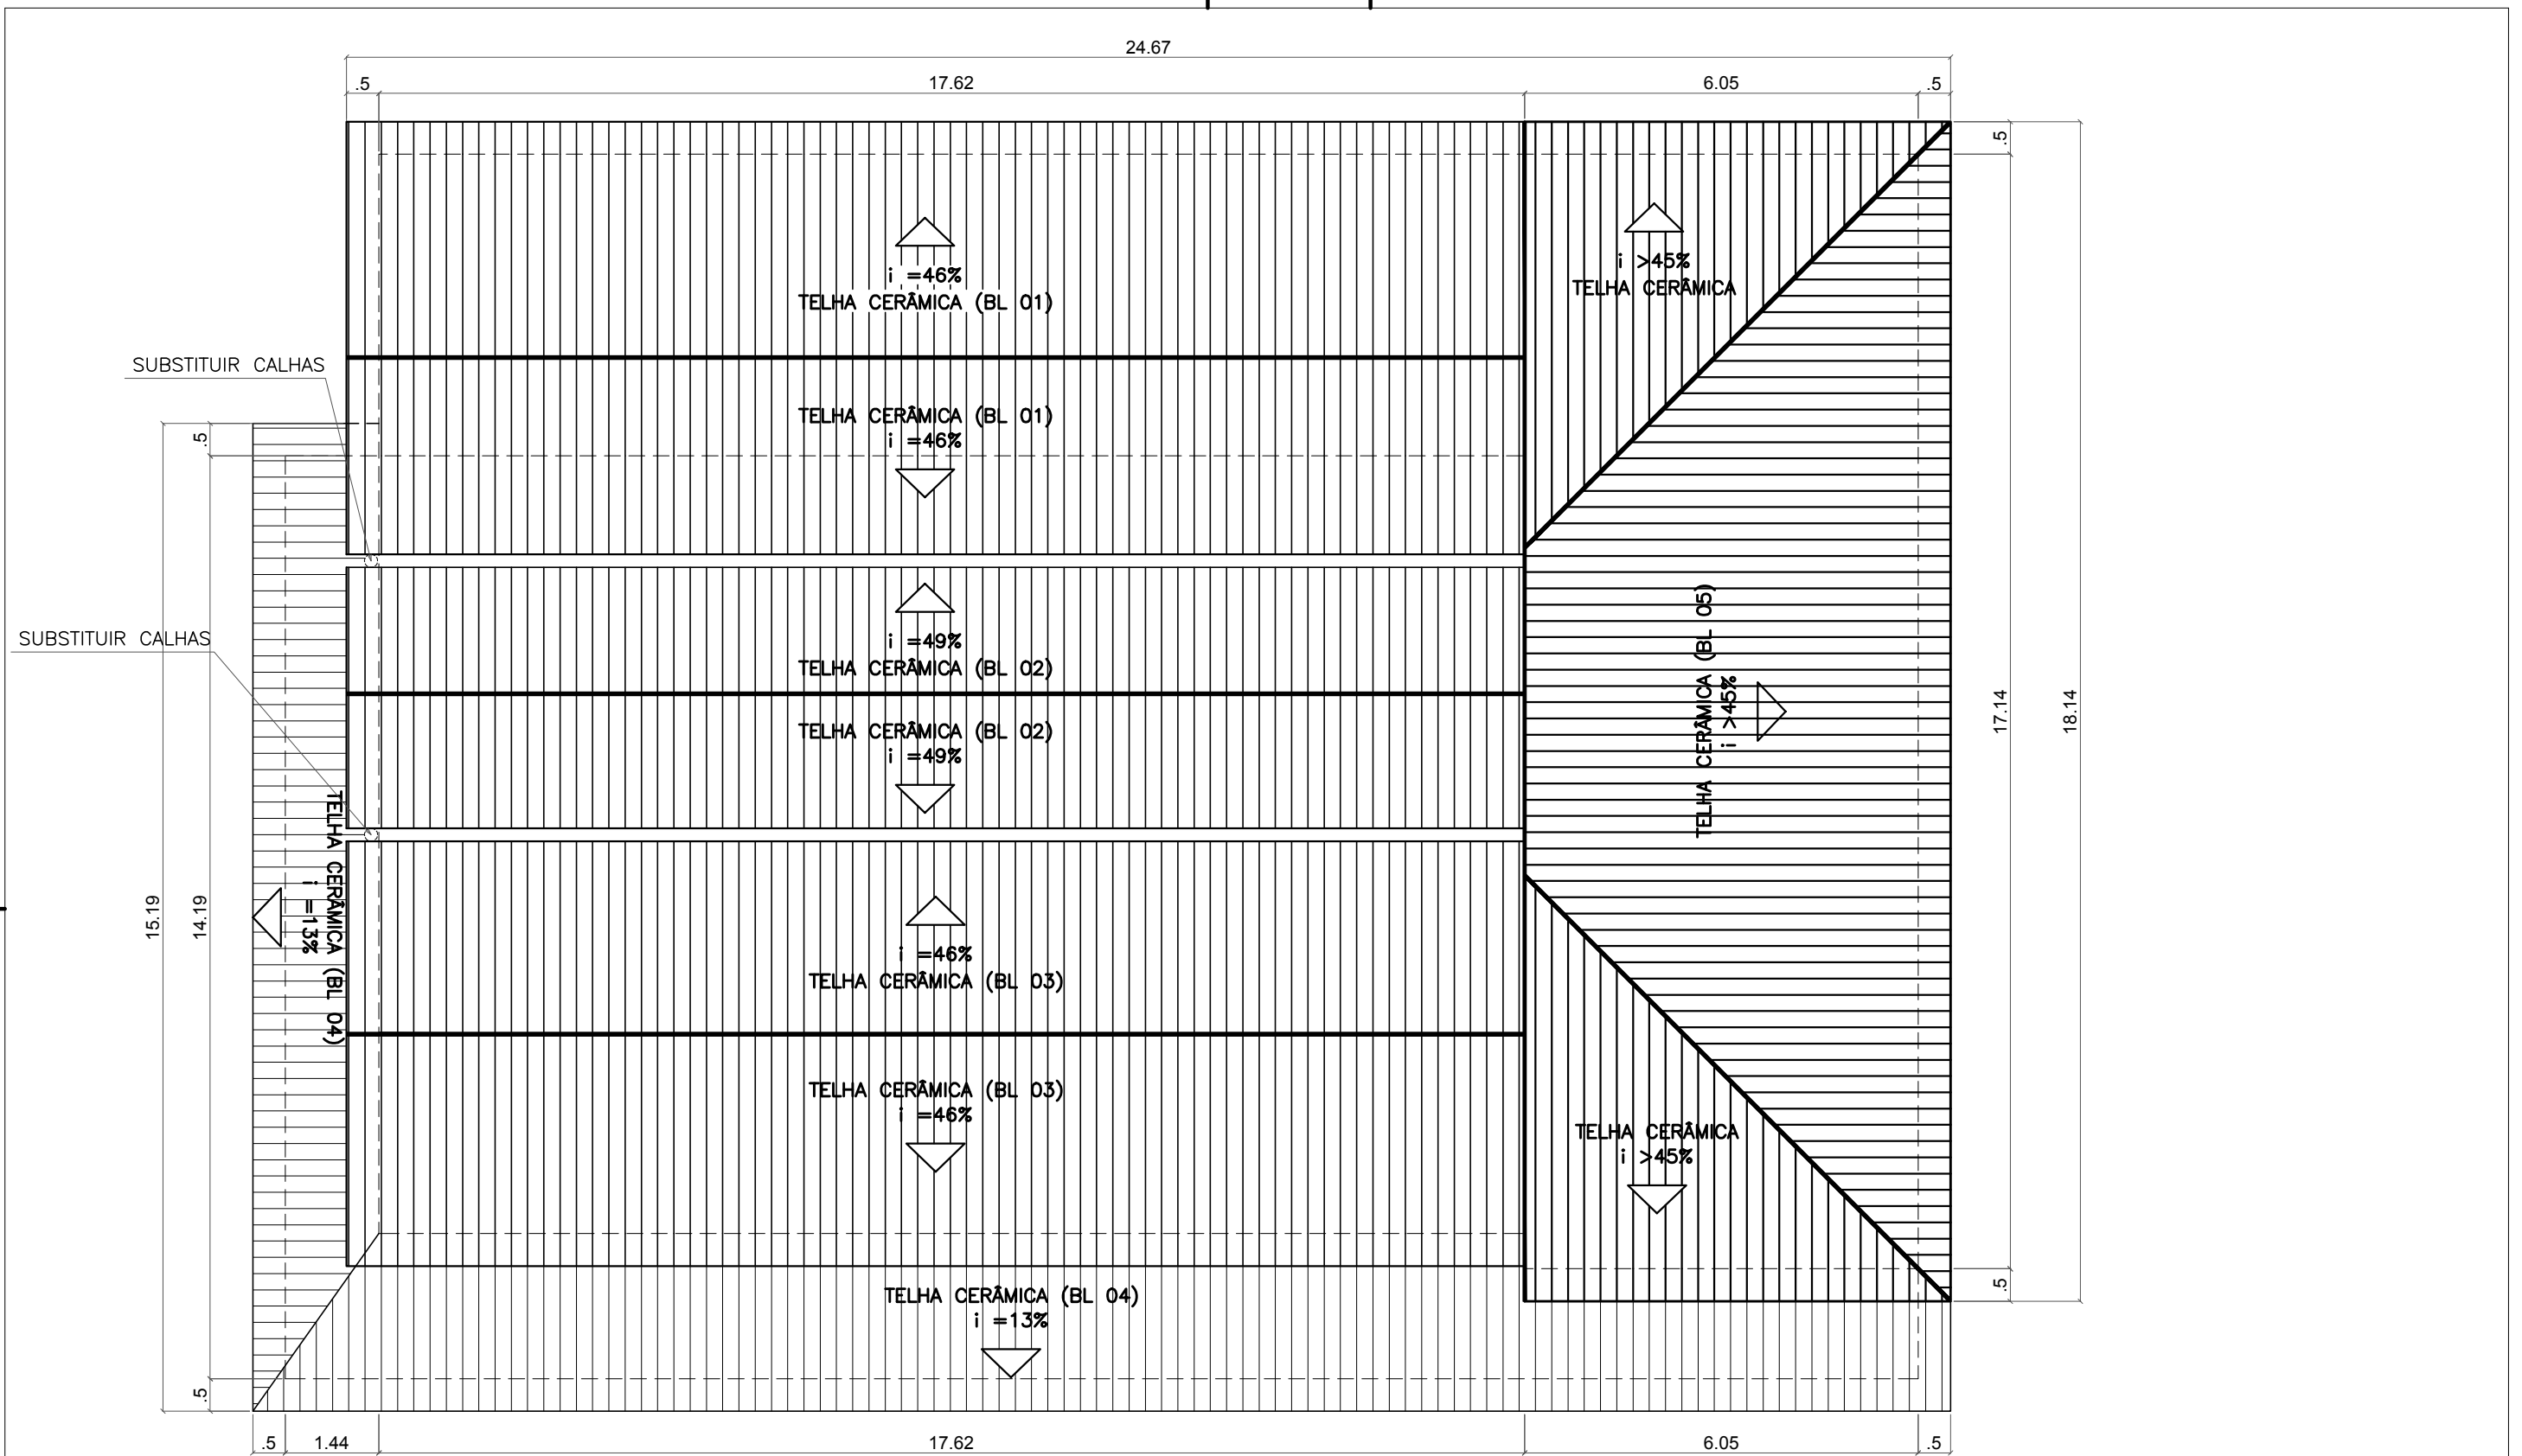 24.67
.5
17.62
6.05
.5
.5
i =46%
TELHA CERÂMICA (BL 01)
i >45%
TELHA CERÂMICA
SUBSTITUIR CALHAS
TELHA CERÂMICA (BL 01)
i =46%
.5
SUBSTITUIR CALHAS
i =49%
TELHA CERÂMICA (BL 02)
TELHA CERÂMICA (BL 02)
i =49%
TELHA CERÂMICA (BL 05)
i >45%
17.14
18.14
15.19
14.19
TELHA CERÂMICA (BL 04)
i =13%
i =46%
TELHA CERÂMICA (BL 03)
TELHA CERÂMICA (BL 03)
i =46%
TELHA CERÂMICA
i >45%
.5
TELHA CERÂMICA (BL 04)
i =13%
.5
.5
1.44
17.62
6.05
.5